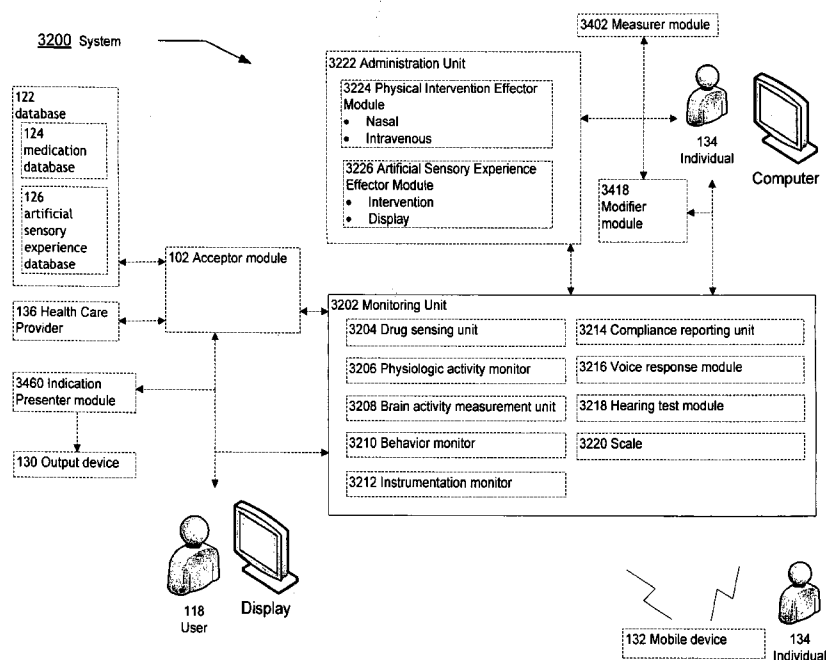 3200 System
122
database
124
medication
database
126
artificial
sensory
experience
database
136 Health Care
Provider
3460 Indication
Presenter module
130 Output device
102 Acceptor module
118
User
Display
3222 Administration Unit
3224 Physical Intervention Effector
Module
• Nasal
• Intravenous
3226 Artificial Sensory Experience
Effector Module
• Intervention
• Display
3402 Measurer module
134
Individual
Computer
3418
Modifier
module
3202 Monitoring Unit
3204 Drug sensing unit
3206 Physiologic activity monitor
3208 Brain activity measurement unit
3210 Behavior monitor
3212 Instrumentation monitor
3214 Compliance reporting unit
3216 Voice response module
3218 Hearing test module
3220 Scale
132 Mobile device
134
Individual